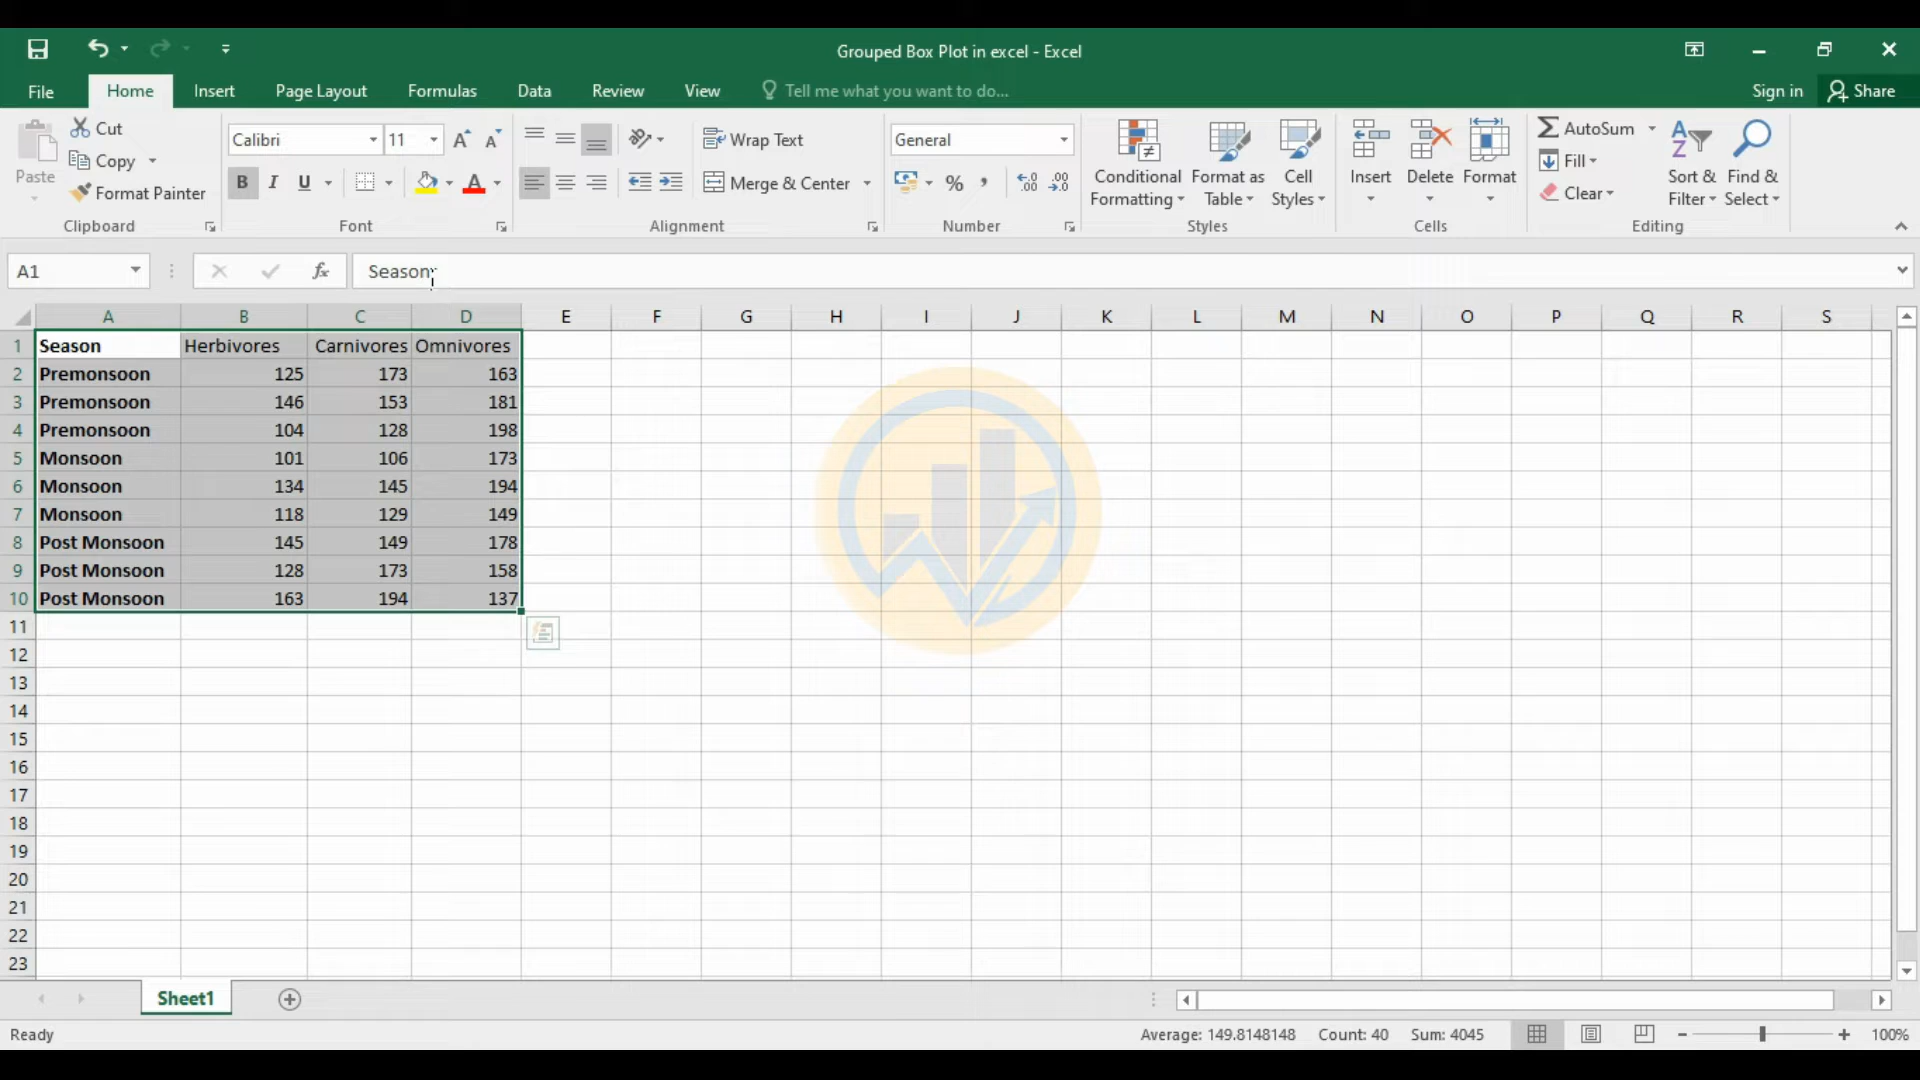 Grouped Box Plot in excel - Excel
File Home Insert Page Layout Formulas Data Review View Tell me what you want to do... Sign in Share
Paste Cut Copy Format Painter Clipboard
Calibri 11 B I U A Font
Wrap Text Merge & Center Alignment
General % , Number
Conditional Formatting Format as Table Cell Styles Styles
Insert Delete Format Cells
AutoSum Fill Clear Sort & Filter Find & Select Editing
A1 fx Season
A B C D E F G H I J K L M N O P Q R S
1 Season Herbivores Carnivores Omnivores
2 Premonsoon 125 173 163
3 Premonsoon 146 153 181
4 Premonsoon 104 128 198
5 Monsoon 101 106 173
6 Monsoon 134 145 194
7 Monsoon 118 129 149
8 Post Monsoon 145 149 178
9 Post Monsoon 128 173 158
10 Post Monsoon 163 194 137
11
12
13
14
15
16
17
18
19
20
21
22
23
Sheet1
Ready Average: 149.8148148 Count: 40 Sum: 4045 100%